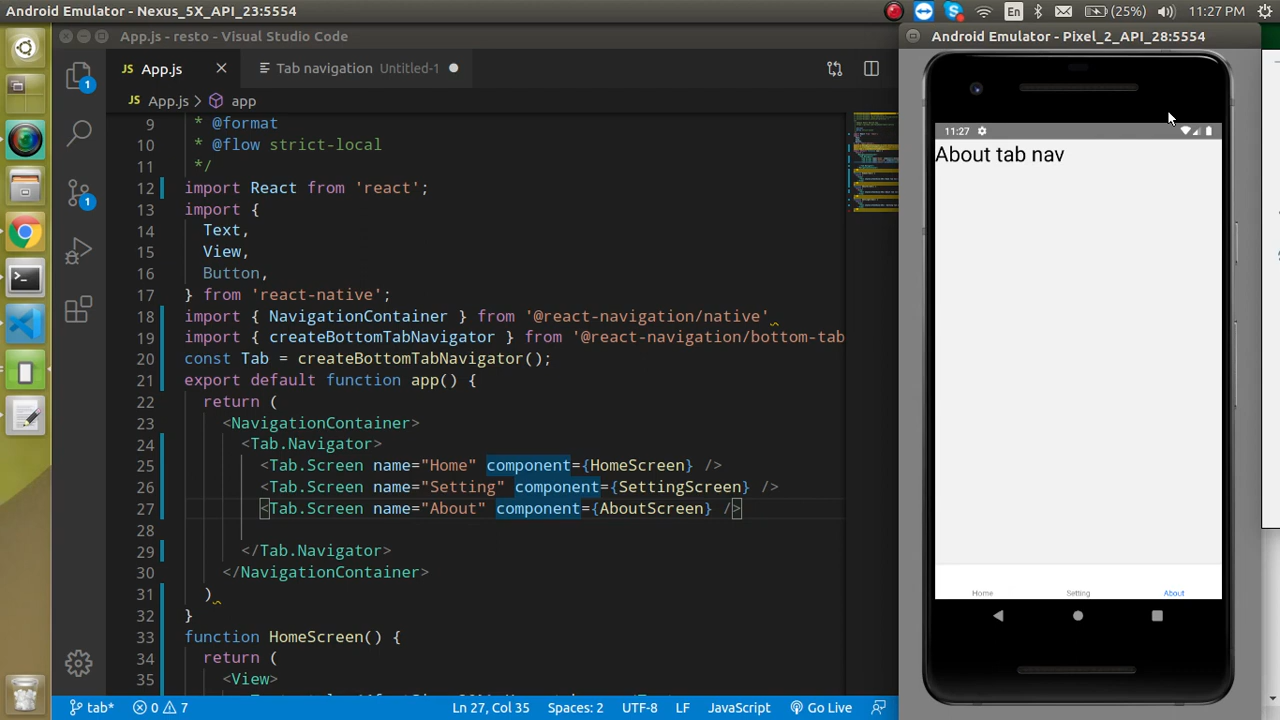 Android Emulator - Nexus_5X_API_23:5554
En
(25%)
11:27 PM
App.js - resto - Visual Studio Code
App.js
Tab navigation Untitled-1
App.js > app
9 * @format
10 * @flow strict-local
11 */
12 import React from 'react';
13 import {
14 Text,
15 View,
16 Button,
17 } from 'react-native';
18 import { NavigationContainer } from '@react-navigation/native'
19 import { createBottomTabNavigator } from '@react-navigation/bottom-tab
20 const Tab = createBottomTabNavigator();
21 export default function app() {
22 return (
23 <NavigationContainer>
24 <Tab.Navigator>
25 <Tab.Screen name="Home" component={HomeScreen} />
26 <Tab.Screen name="Setting" component={SettingScreen} />
27 <Tab.Screen name="About" component={AboutScreen} />
28
29 </Tab.Navigator>
30 </NavigationContainer>
31 )
32 }
33 function HomeScreen() {
34 return (
35 <View>
1
1
tab*
0
7
Ln 27, Col 35
Spaces: 2
UTF-8
LF
JavaScript
Go Live
Android Emulator - Pixel_2_API_28:5554
11:27
About tab nav
Home
Setting
About